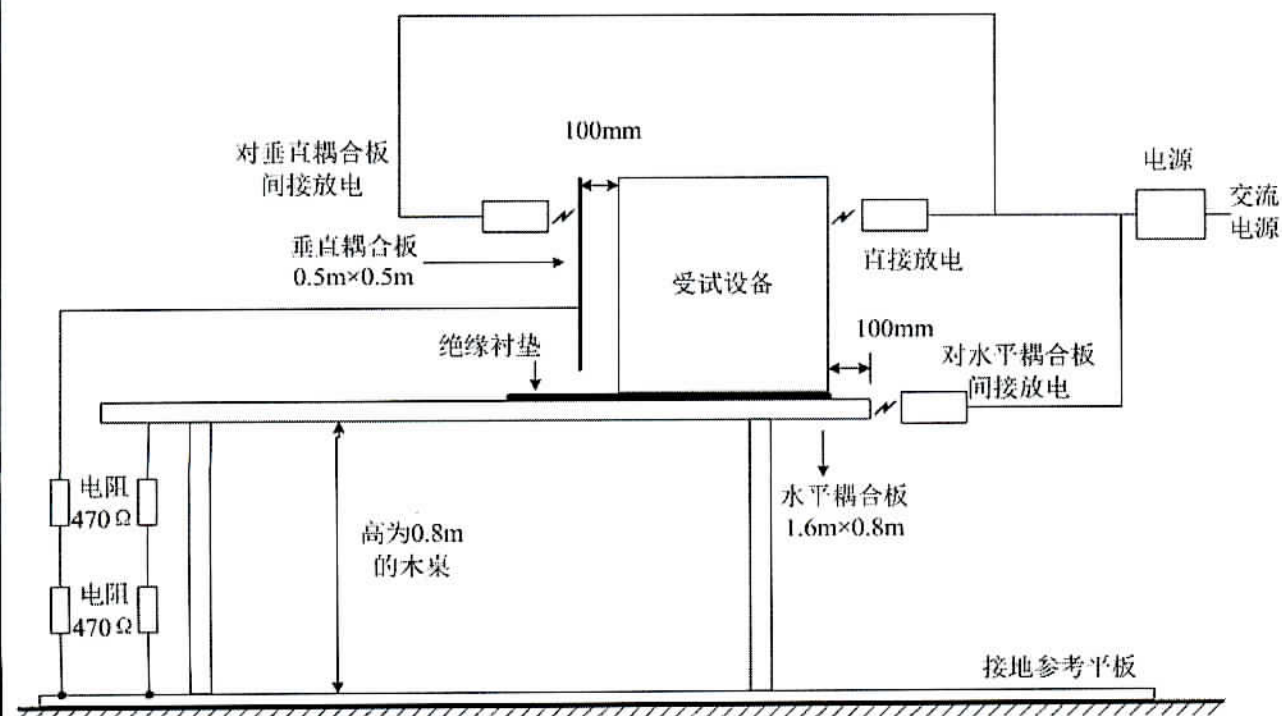 100mm
对垂直耦合板
间接放电
电源
交流
电源
垂直耦合板
0.5m×0.5m
直接放电
受试设备
100mm
绝缘衬垫
对水平耦合板
间接放电
电阻
470Ω
水平耦合板
1.6m×0.8m
高为0.8m
的木桌
电阻
470Ω
接地参考平板